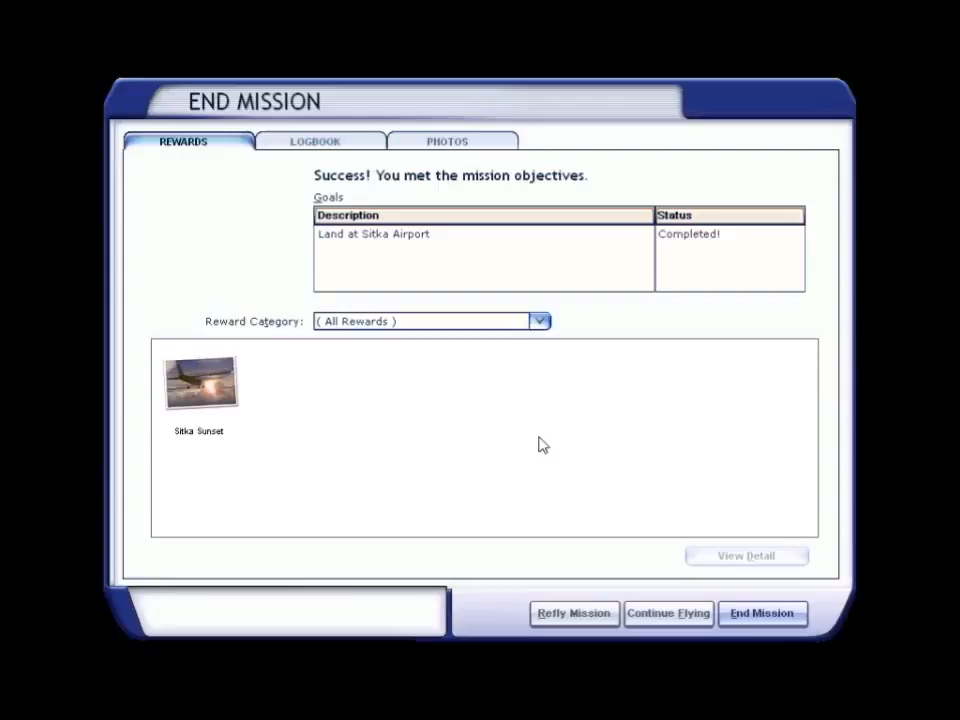 END MISSION
REWARDS LOGBOOK PHOTOS
Success! You met the mission objectives.
Goals
Description Status
Land at Sitka Airport Completed!
Reward Category: ( All Rewards )
Sitka Sunset
View Detail
Refly Mission Continue Flying End Mission